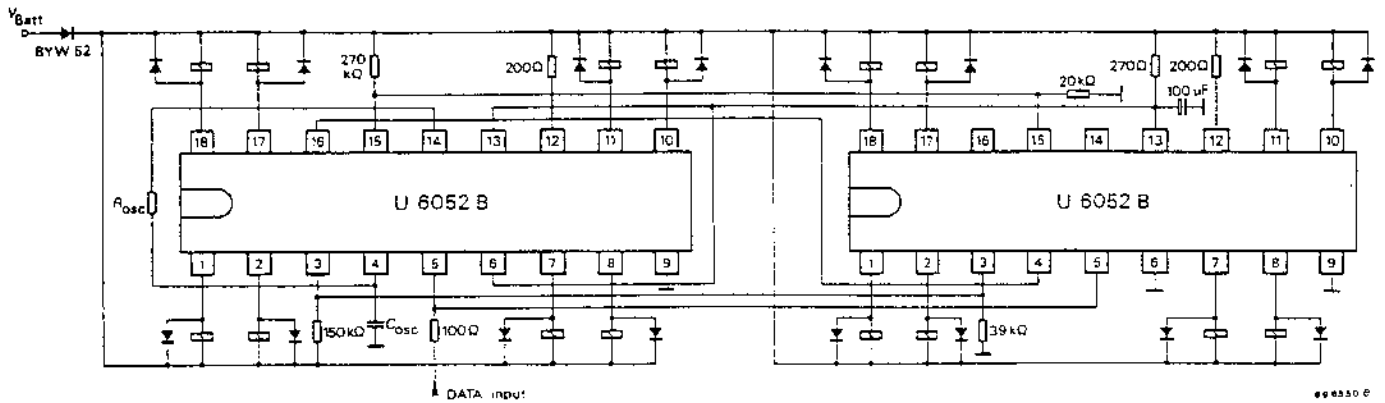 VBatt
BYW 52
270 kΩ
200Ω
20kΩ
270Ω
200Ω
100 µF
18 17 16 15 14 13 12 11 10
18 17 16 15 14 13 12 11 10
Rosc
U 6052 B
U 6052 B
1 2 3 4 5 6 7 8 9
1 2 3 4 5 6 7 8 9
150kΩ
Cosc
100Ω
39kΩ
DATA input